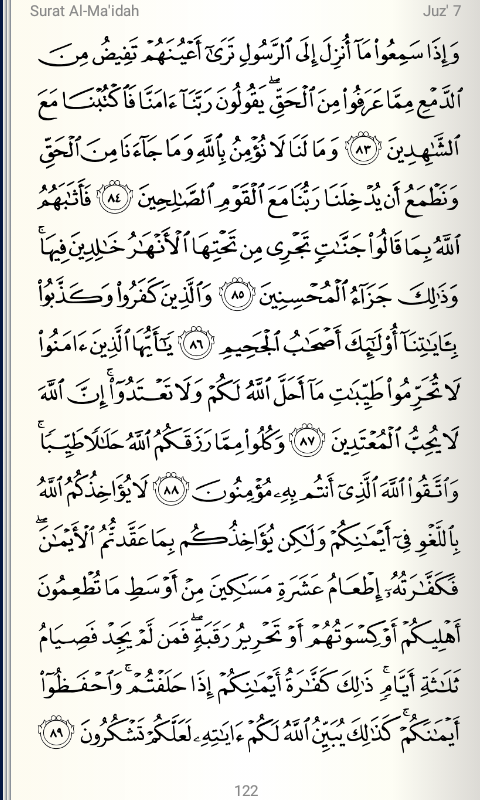 Surat Al-Ma'idah Juz' 7
وَإِذَا سَمِعُوا۟ مَآ أُنزِلَ إِلَى ٱلرَّسُولِ تَرَىٰٓ أَعْيُنَهُمْ تَفِيضُ مِنَ
ٱلدَّمْعِ مِمَّا عَرَفُوا۟ مِنَ ٱلْحَقِّ ۖ يَقُولُونَ رَبَّنَآ ءَامَنَّا فَٱكْتُبْنَا مَعَ
ٱلشَّـٰهِدِينَ ٨٣ وَمَا لَنَا لَا نُؤْمِنُ بِٱللَّهِ وَمَا جَآءَنَا مِنَ ٱلْحَقِّ
وَنَطْمَعُ أَن يُدْخِلَنَا رَبُّنَا مَعَ ٱلْقَوْمِ ٱلصَّـٰلِحِينَ ٨٤ فَأَثَـٰبَهُمُ
ٱللَّهُ بِمَا قَالُوا۟ جَنَّـٰتٍ تَجْرِى مِن تَحْتِهَا ٱلْأَنْهَـٰرُ خَـٰلِدِينَ فِيهَا ۚ
وَذَٰلِكَ جَزَآءُ ٱلْمُحْسِنِينَ ٨٥ وَٱلَّذِينَ كَفَرُوا۟ وَكَذَّبُوا۟
بِـَٔايَـٰتِنَآ أُو۟لَـٰٓئِكَ أَصْحَـٰبُ ٱلْجَحِيمِ ٨٦ يَـٰٓأَيُّهَا ٱلَّذِينَ ءَامَنُوا۟
لَا تُحَرِّمُوا۟ طَيِّبَـٰتِ مَآ أَحَلَّ ٱللَّهُ لَكُمْ وَلَا تَعْتَدُوٓا۟ ۚ إِنَّ ٱللَّهَ
لَا يُحِبُّ ٱلْمُعْتَدِينَ ٨٧ وَكُلُوا۟ مِمَّا رَزَقَكُمُ ٱللَّهُ حَلَـٰلًا طَيِّبًا ۚ
وَٱتَّقُوا۟ ٱللَّهَ ٱلَّذِىٓ أَنتُم بِهِۦ مُؤْمِنُونَ ٨٨ لَا يُؤَاخِذُكُمُ ٱللَّهُ
بِٱللَّغْوِ فِىٓ أَيْمَـٰنِكُمْ وَلَـٰكِن يُؤَاخِذُكُم بِمَا عَقَّدتُّمُ ٱلْأَيْمَـٰنَ ۖ
فَكَفَّـٰرَتُهُۥٓ إِطْعَامُ عَشَرَةِ مَسَـٰكِينَ مِنْ أَوْسَطِ مَا تُطْعِمُونَ
أَهْلِيكُمْ أَوْ كِسْوَتُهُمْ أَوْ تَحْرِيرُ رَقَبَةٍ ۖ فَمَن لَّمْ يَجِدْ فَصِيَامُ
ثَلَـٰثَةِ أَيَّامٍ ۚ ذَٰلِكَ كَفَّـٰرَةُ أَيْمَـٰنِكُمْ إِذَا حَلَفْتُمْ ۚ وَٱحْفَظُوٓا۟
أَيْمَـٰنَكُمْ ۚ كَذَٰلِكَ يُبَيِّنُ ٱللَّهُ لَكُمْ ءَايَـٰتِهِۦ لَعَلَّكُمْ تَشْكُرُونَ ٨٩
122